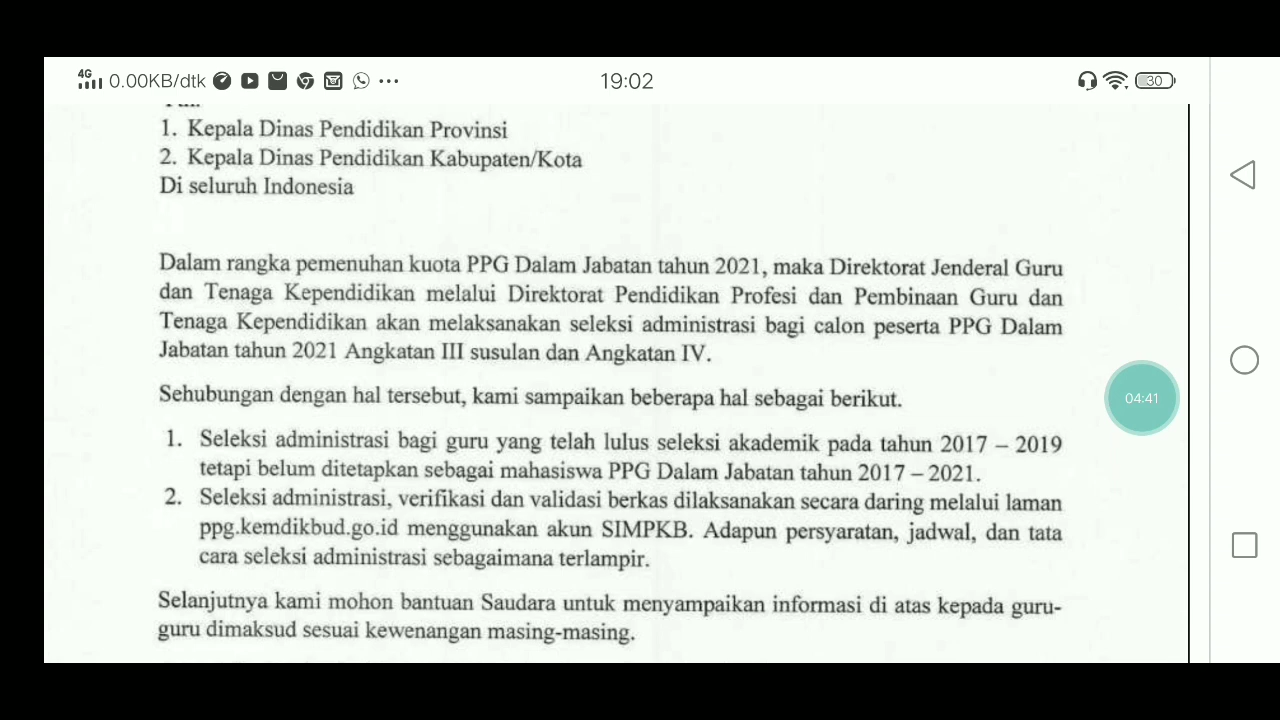 4G 0.00KB/dtk 19:02 30
1. Kepala Dinas Pendidikan Provinsi
2. Kepala Dinas Pendidikan Kabupaten/Kota
Di seluruh Indonesia
Dalam rangka pemenuhan kuota PPG Dalam Jabatan tahun 2021, maka Direktorat Jenderal Guru
dan Tenaga Kependidikan melalui Direktorat Pendidikan Profesi dan Pembinaan Guru dan
Tenaga Kependidikan akan melaksanakan seleksi administrasi bagi calon peserta PPG Dalam
Jabatan tahun 2021 Angkatan III susulan dan Angkatan IV.
Sehubungan dengan hal tersebut, kami sampaikan beberapa hal sebagai berikut.
04:41
1. Seleksi administrasi bagi guru yang telah lulus seleksi akademik pada tahun 2017 – 2019
tetapi belum ditetapkan sebagai mahasiswa PPG Dalam Jabatan tahun 2017 – 2021.
2. Seleksi administrasi, verifikasi dan validasi berkas dilaksanakan secara daring melalui laman
ppg.kemdikbud.go.id menggunakan akun SIMPKB. Adapun persyaratan, jadwal, dan tata
cara seleksi administrasi sebagaimana terlampir.
Selanjutnya kami mohon bantuan Saudara untuk menyampaikan informasi di atas kepada guru-
guru dimaksud sesuai kewenangan masing-masing.